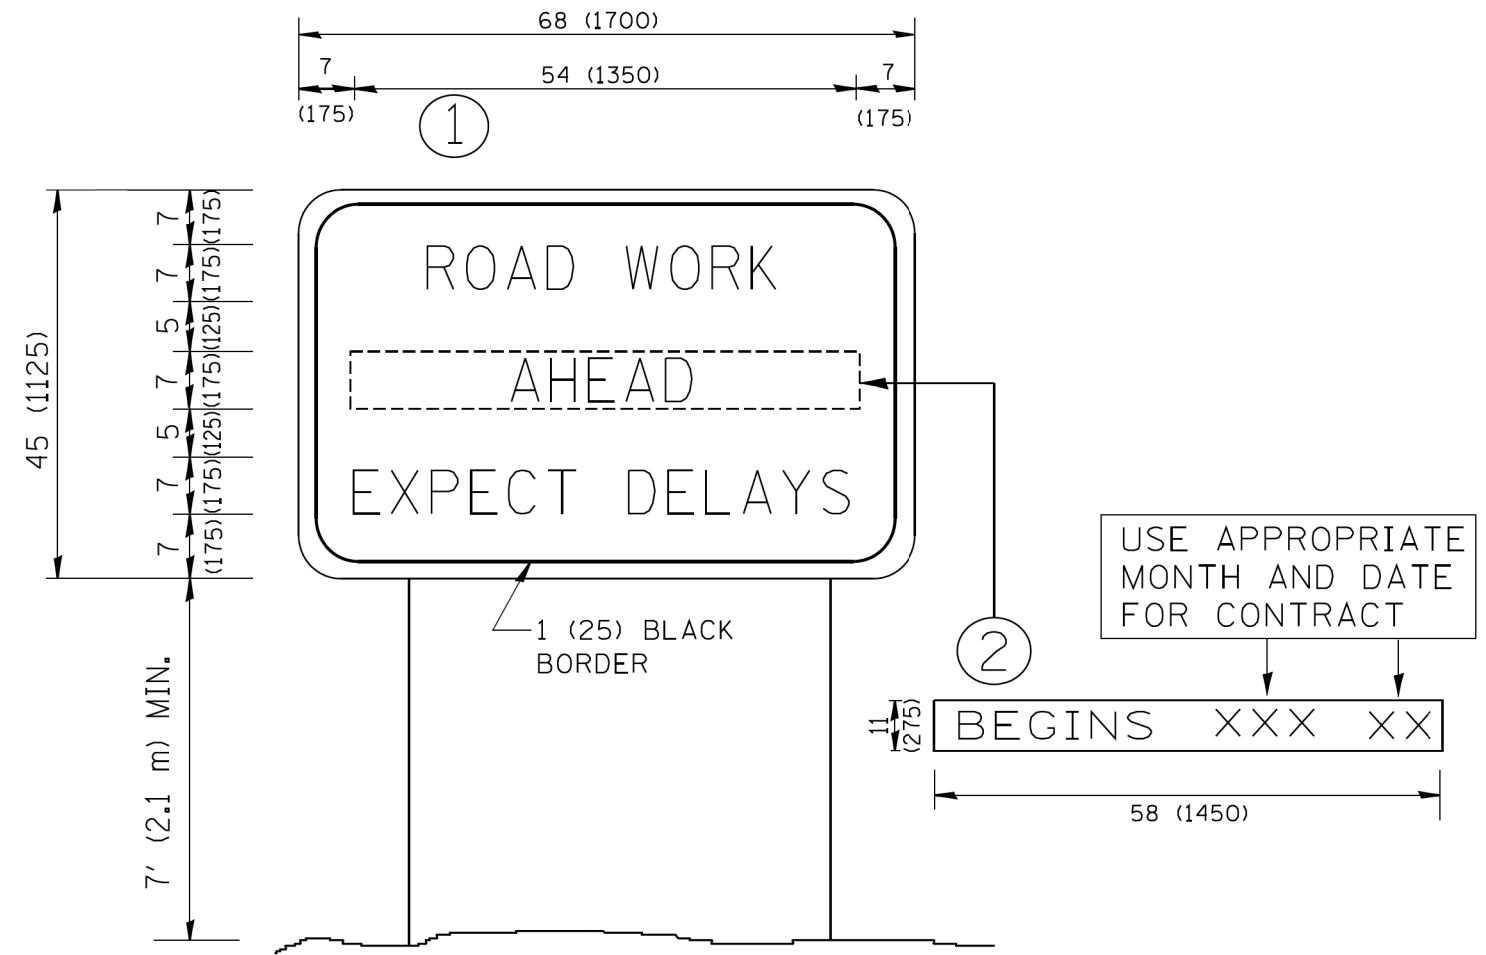 68 (1700)
7
54 (1350)
7
(175)
(175)
1
7
(175)
7
(175)
5
(125)
7
(175)
5
(125)
7
(175)
7
(175)
45 (1125)
ROAD WORK
AHEAD
EXPECT DELAYS
1 (25) BLACK
BORDER
7' (2.1 m) MIN.
2
USE APPROPRIATE
MONTH AND DATE
FOR CONTRACT
11
(275)
BEGINS XXX XX
58 (1450)